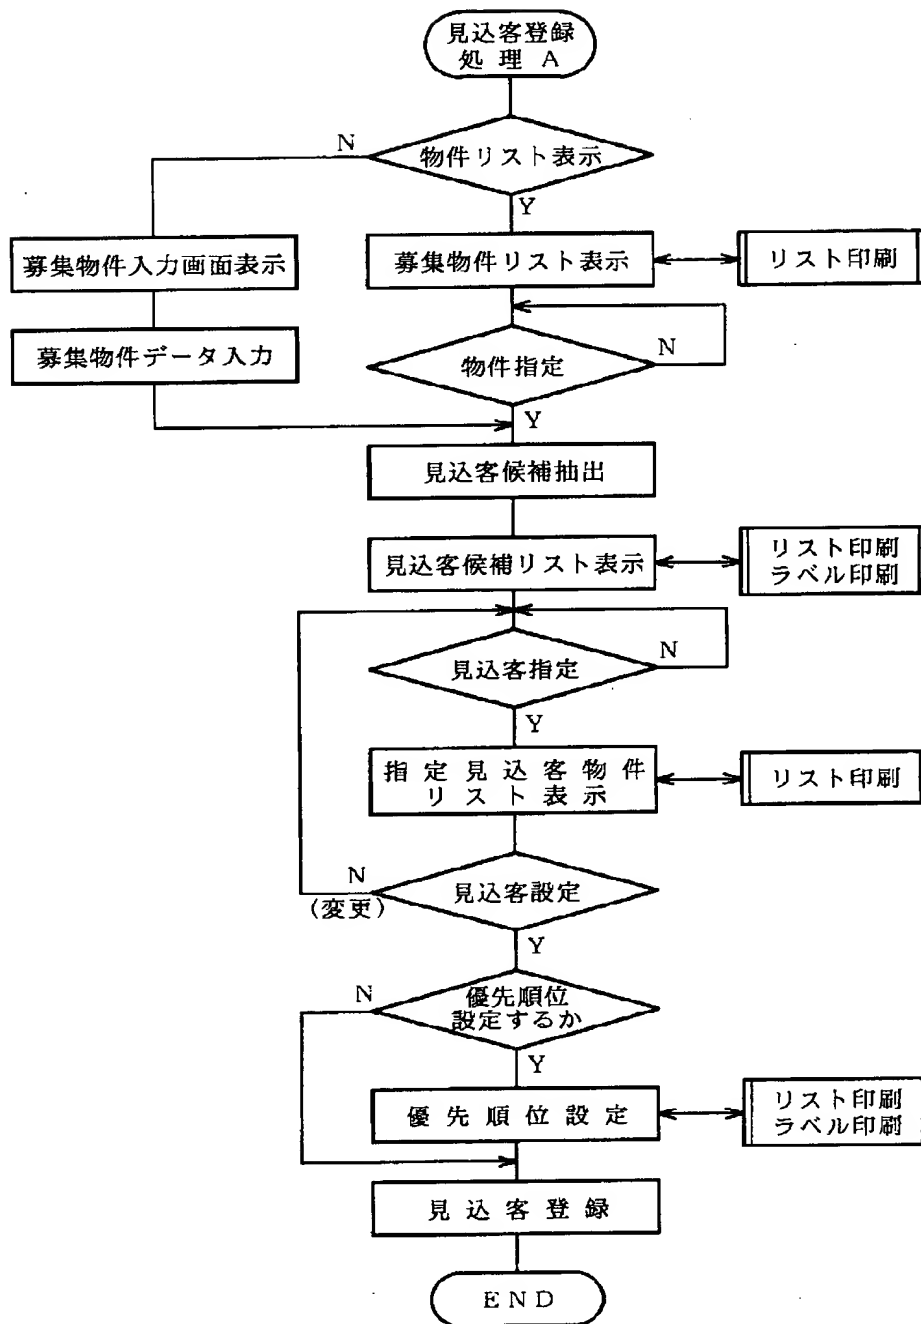 見込客登録
処理A
N
物件リスト表示
Y
募集物件入力画面表示
募集物件リスト表示
リスト印刷
募集物件データ入力
物件指定
N
Y
見込客候補抽出
見込客候補リスト表示
リスト印刷
ラベル印刷
見込客指定
N
Y
指定見込客物件
リスト表示
リスト印刷
N
(変更)
見込客設定
Y
N
優先順位
設定するか
Y
優先順位設定
リスト印刷
ラベル印刷
見込客登録
END